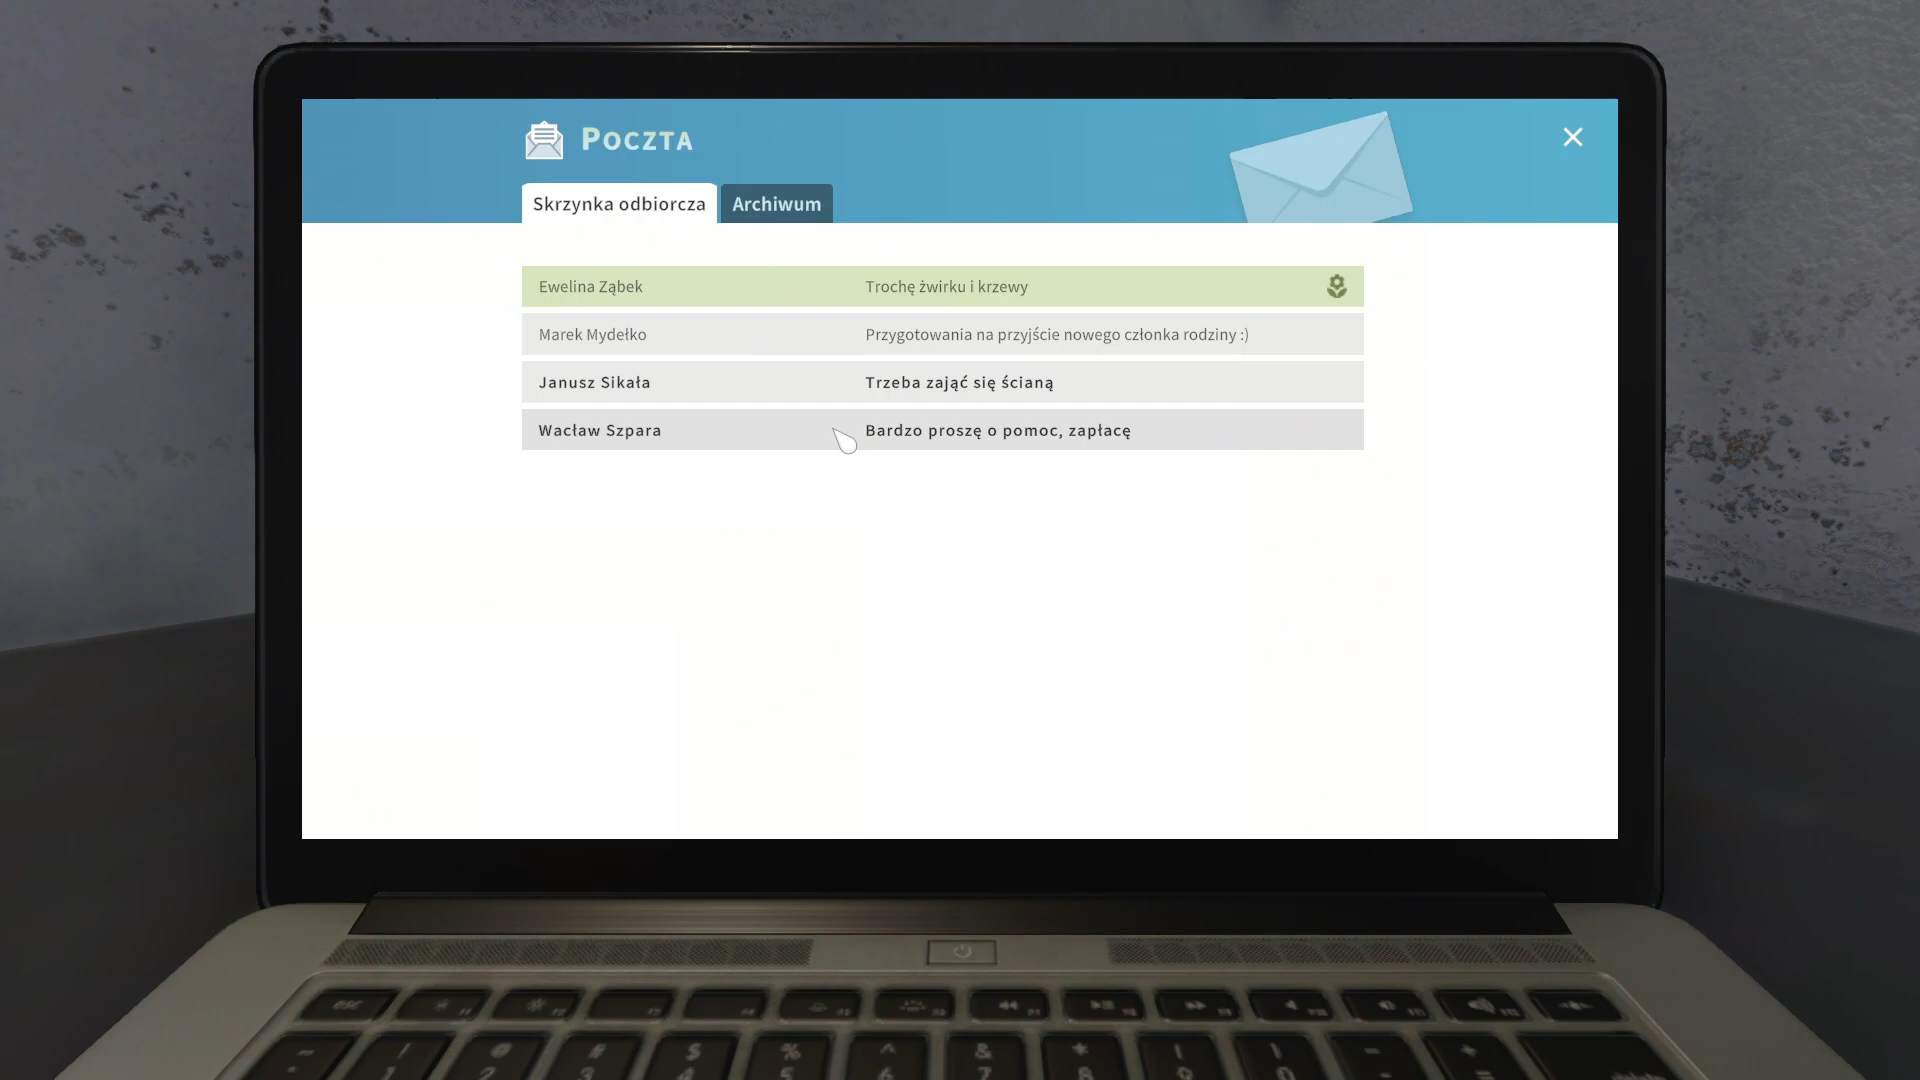 Poczta
Skrzynka odbiorcza Archiwum
Ewelina Ząbek Trochę żwirku i krzewy
Marek Mydełko Przygotowania na przyjście nowego członka rodziny :)
Janusz Sikała Trzeba zająć się ścianą
Wacław Szpara Bardzo proszę o pomoc, zapłacę
esc